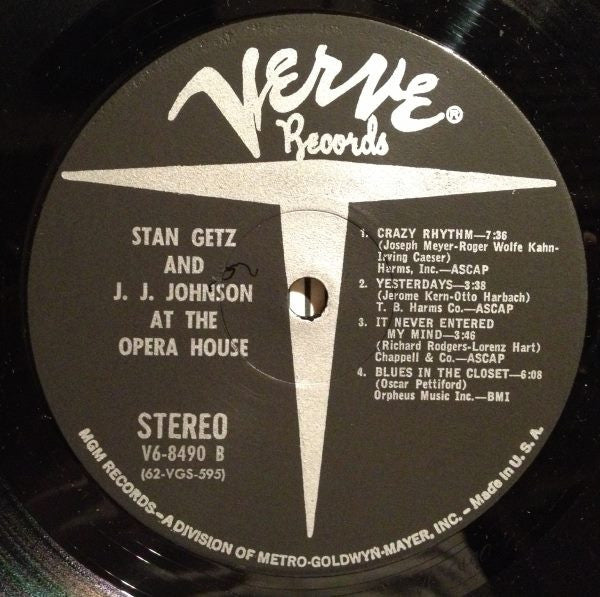 VERVE®
Records
STAN GETZ
AND
J. J. JOHNSON
AT THE
OPERA HOUSE
STEREO
V6-8490 B
(62-VGS-595)
1. CRAZY RHYTHM—7:36
(Joseph Meyer-Roger Wolfe Kahn-
Irving Caeser)
Harms, Inc.—ASCAP
2. YESTERDAYS—3:38
(Jerome Kern-Otto Harbach)
T. B. Harms Co.—ASCAP
3. IT NEVER ENTERED
MY MIND—3:46
(Richard Rodgers-Lorenz Hart)
Chappell & Co.—ASCAP
4. BLUES IN THE CLOSET—6:08
(Oscar Pettiford)
Orpheus Music Inc.—BMI
MGM RECORDS—A DIVISION OF METRO-GOLDWYN-MAYER, INC. – Made in U. S. A.